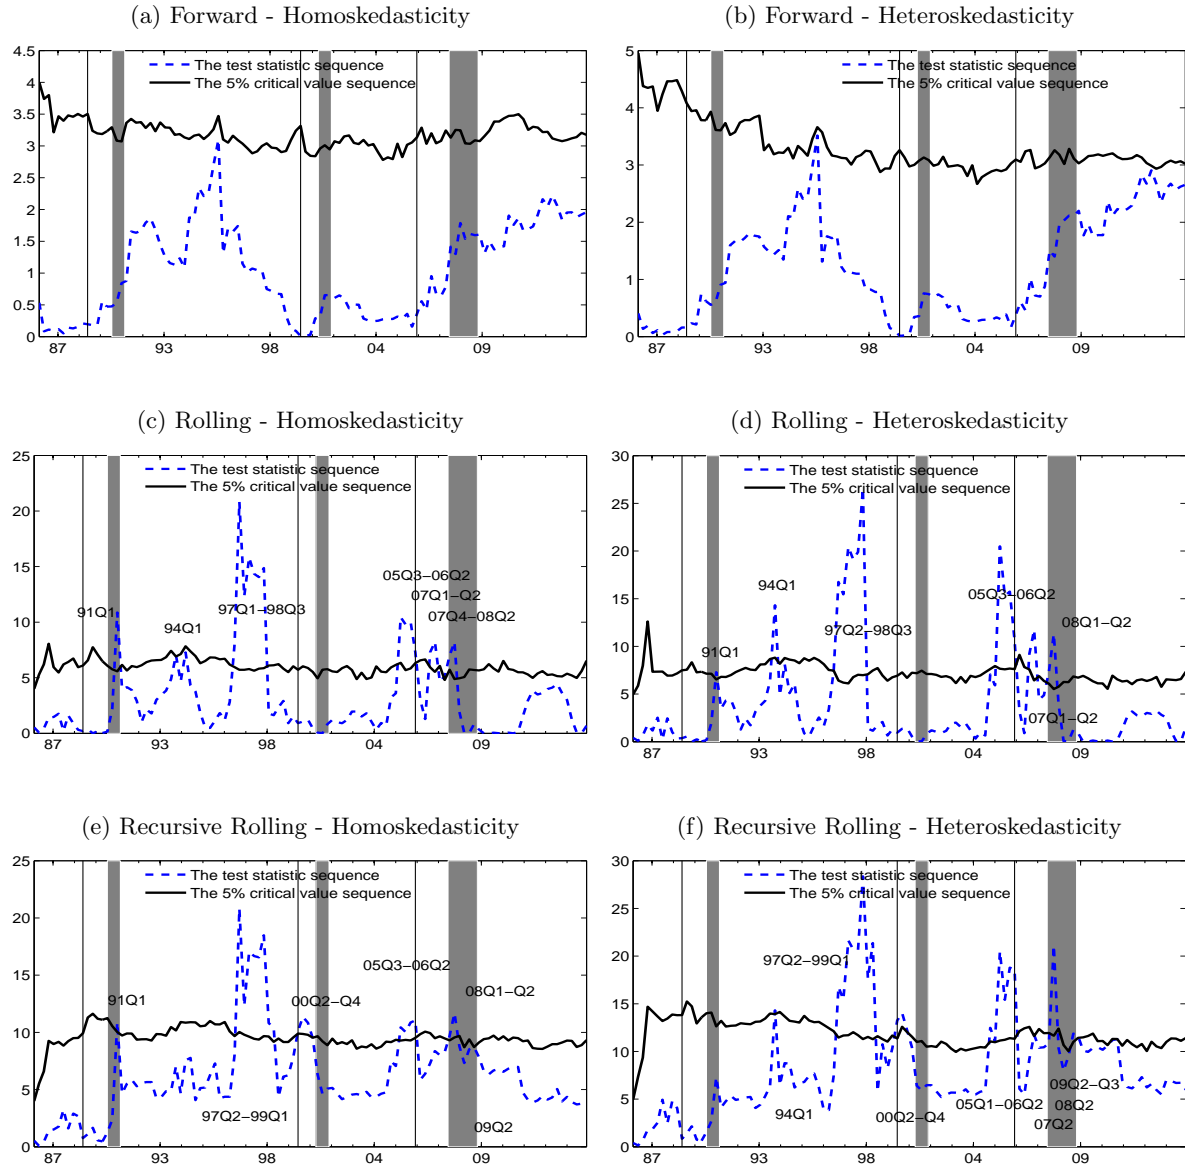 (a) Forward - Homoskedasticity
4.5
4
3.5
3
2.5
2
1.5
1
0.5
0
The test statistic sequence
The 5% critical value sequence
87
93
98
04
09
(b) Forward - Heteroskedasticity
5
4
3
2
1
0
The test statistic sequence
The 5% critical value sequence
87
93
98
04
09
(c) Rolling - Homoskedasticity
25
20
15
10
5
0
The test statistic sequence
The 5% critical value sequence
91Q1
94Q1
97Q1−98Q3
05Q3−06Q2
07Q1−Q2
07Q4−08Q2
87
93
98
04
09
(d) Rolling - Heteroskedasticity
30
25
20
15
10
5
0
The test statistic sequence
The 5% critical value sequence
91Q1
94Q1
97Q2−98Q3
05Q3−06Q2
08Q1−Q2
07Q1−Q2
87
93
98
04
09
(e) Recursive Rolling - Homoskedasticity
25
20
15
10
5
0
The test statistic sequence
The 5% critical value sequence
91Q1
97Q2−99Q1
00Q2−Q4
05Q3−06Q2
08Q1−Q2
09Q2
87
93
98
04
09
(f) Recursive Rolling - Heteroskedasticity
30
25
20
15
10
5
0
The test statistic sequence
The 5% critical value sequence
97Q2−99Q1
94Q1
00Q2−Q4
05Q1−06Q2
09Q2−Q3
08Q2
07Q2
87
93
98
04
09